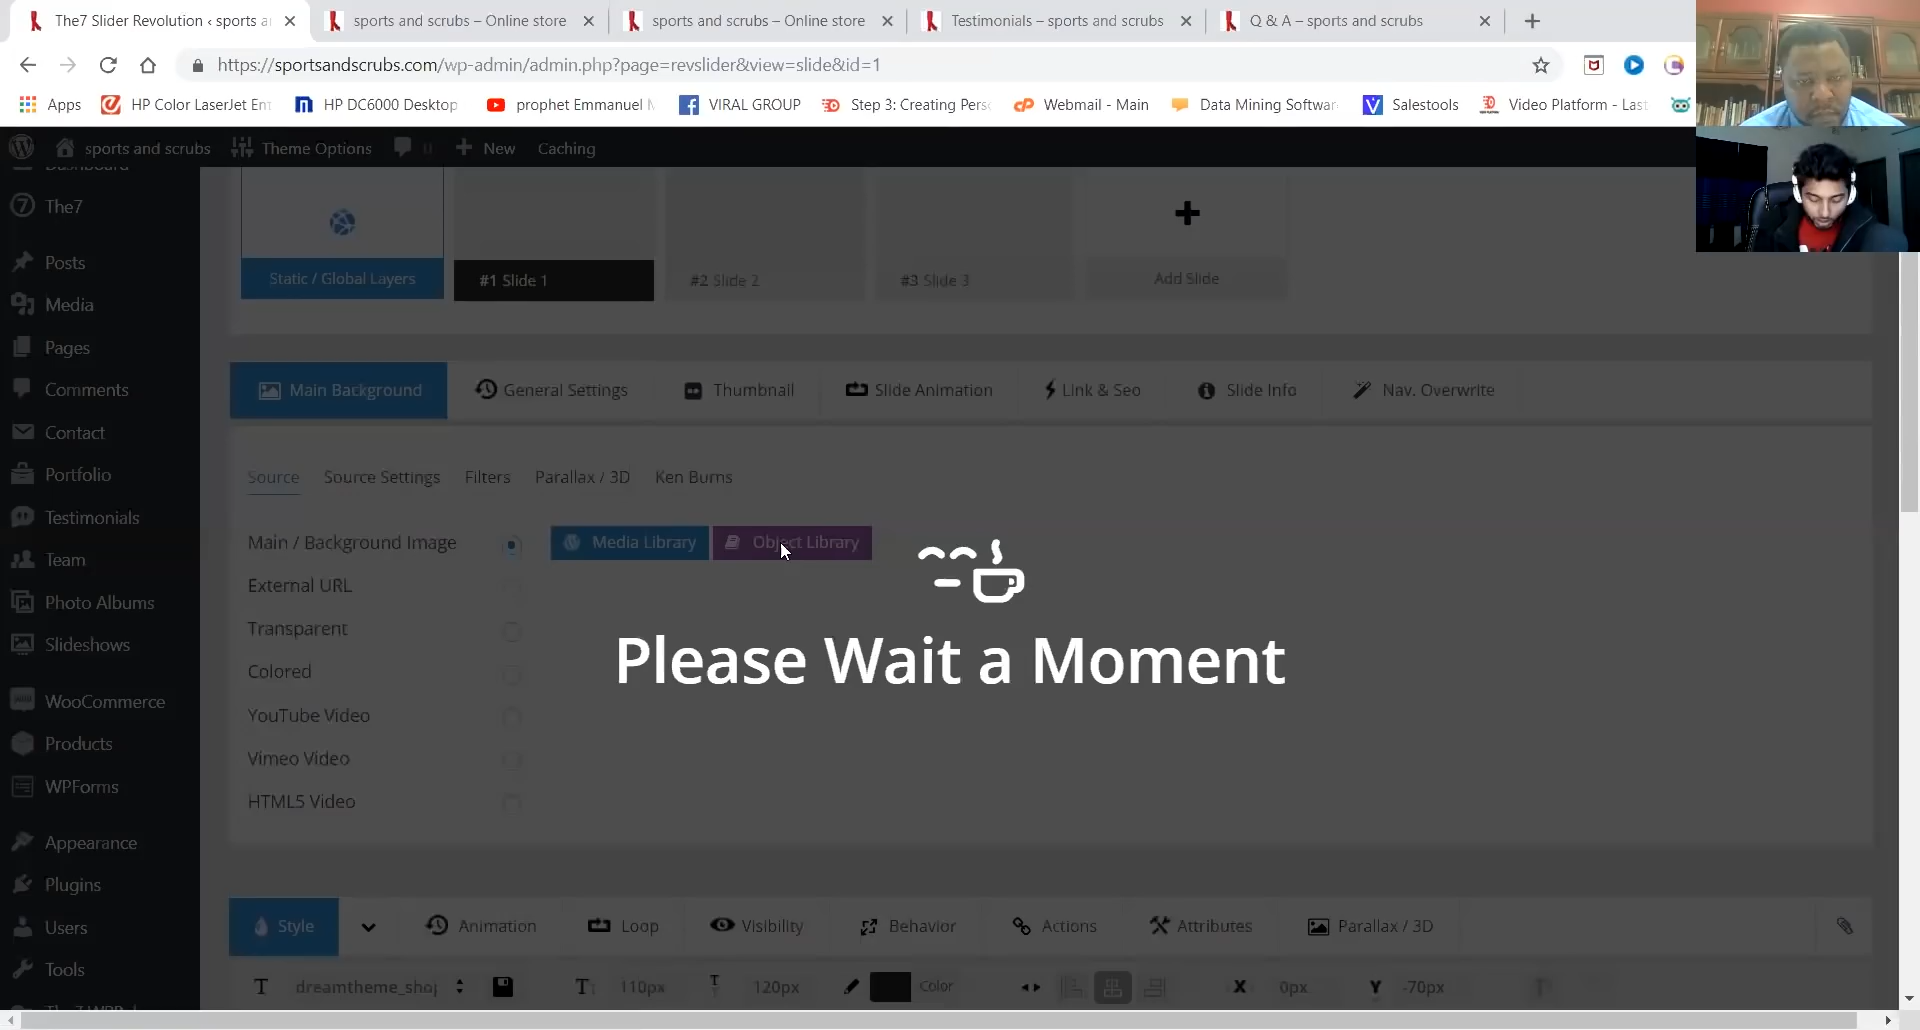 The7 Slider Revolution ‹ sports a
sports and scrubs – Online store
sports and scrubs – Online store
Testimonials – sports and scrubs
Q & A – sports and scrubs
https://sportsandscrubs.com/wp-admin/admin.php?page=revslider&view=slide&id=1
Apps
HP Color LaserJet Ent
HP DC6000 Desktop
prophet Emmanuel M
VIRAL GROUP
Step 3: Creating Pers
Webmail - Main
Data Mining Softwar
Salestools
Video Platform - Last
sports and scrubs
Theme Options
0
New
Caching
Dashboard
The7
Posts
Media
Pages
Comments
Contact
Portfolio
Testimonials
Team
Photo Albums
Slideshows
WooCommerce
Products
WPForms
Appearance
Plugins
Users
Tools
Static / Global Layers
#1 Slide 1
#2 Slide 2
#3 Slide 3
Add Slide
Main Background
General Settings
Thumbnail
Slide Animation
Link & Seo
Slide Info
Nav. Overwrite
Source
Source Settings
Filters
Parallax / 3D
Ken Burns
Main / Background Image
Media Library
Object Library
External URL
Transparent
Colored
YouTube Video
Vimeo Video
HTML5 Video
Please Wait a Moment
Style
Animation
Loop
Visibility
Behavior
Actions
Attributes
Parallax / 3D
dreamtheme_shop
110px
120px
Color
X
0px
Y
-70px